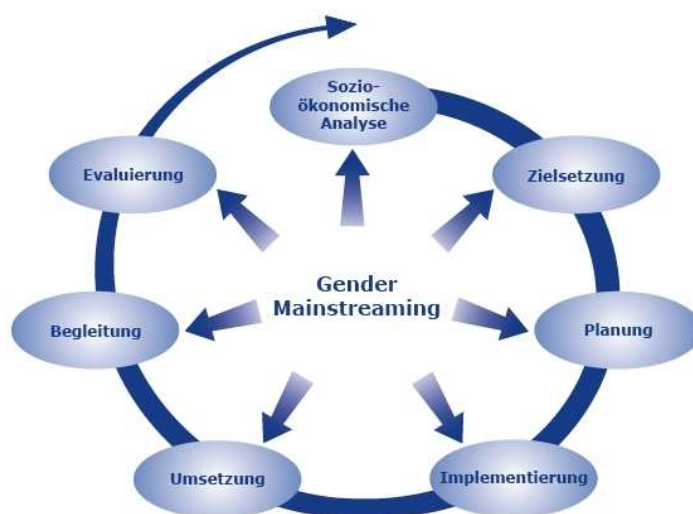 Sozio-
ökonomische
Analyse
Zielsetzung
Planung
Implementierung
Umsetzung
Begleitung
Evaluierung
Gender
Mainstreaming